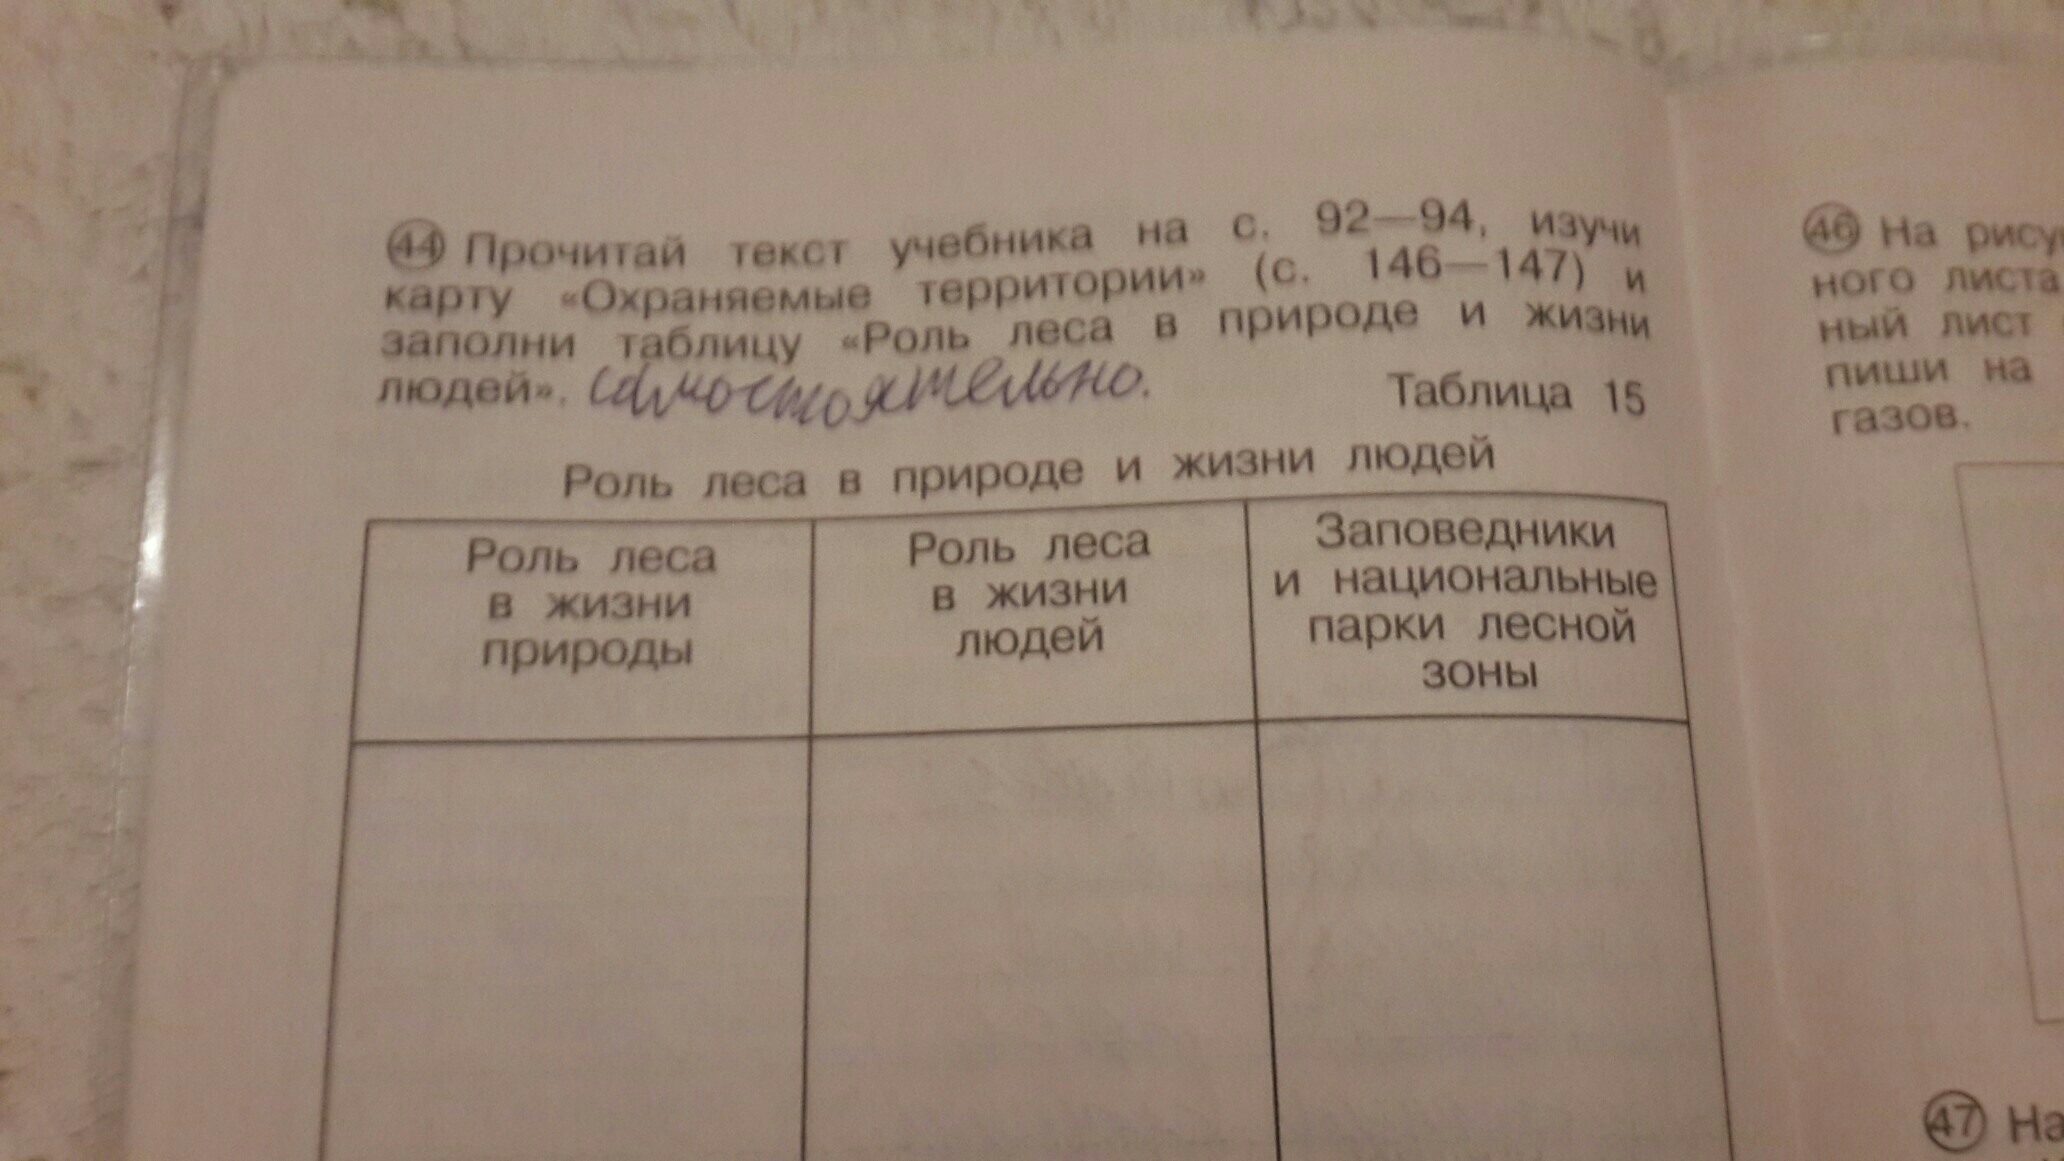 44 Прочитай текст учебника на с. 92—94, изучи
карту «Охраняемые территории» (с. 146—147) и
заполни таблицу «Роль леса в природе и жизни
людей». самостоятельно.
Таблица 15
Роль леса в природе и жизни людей
Роль леса
в жизни
природы
Роль леса
в жизни
людей
Заповедники
и национальные
парки лесной
зоны
46 На
ного листа
ный лист
пиши на
газов.
47 На